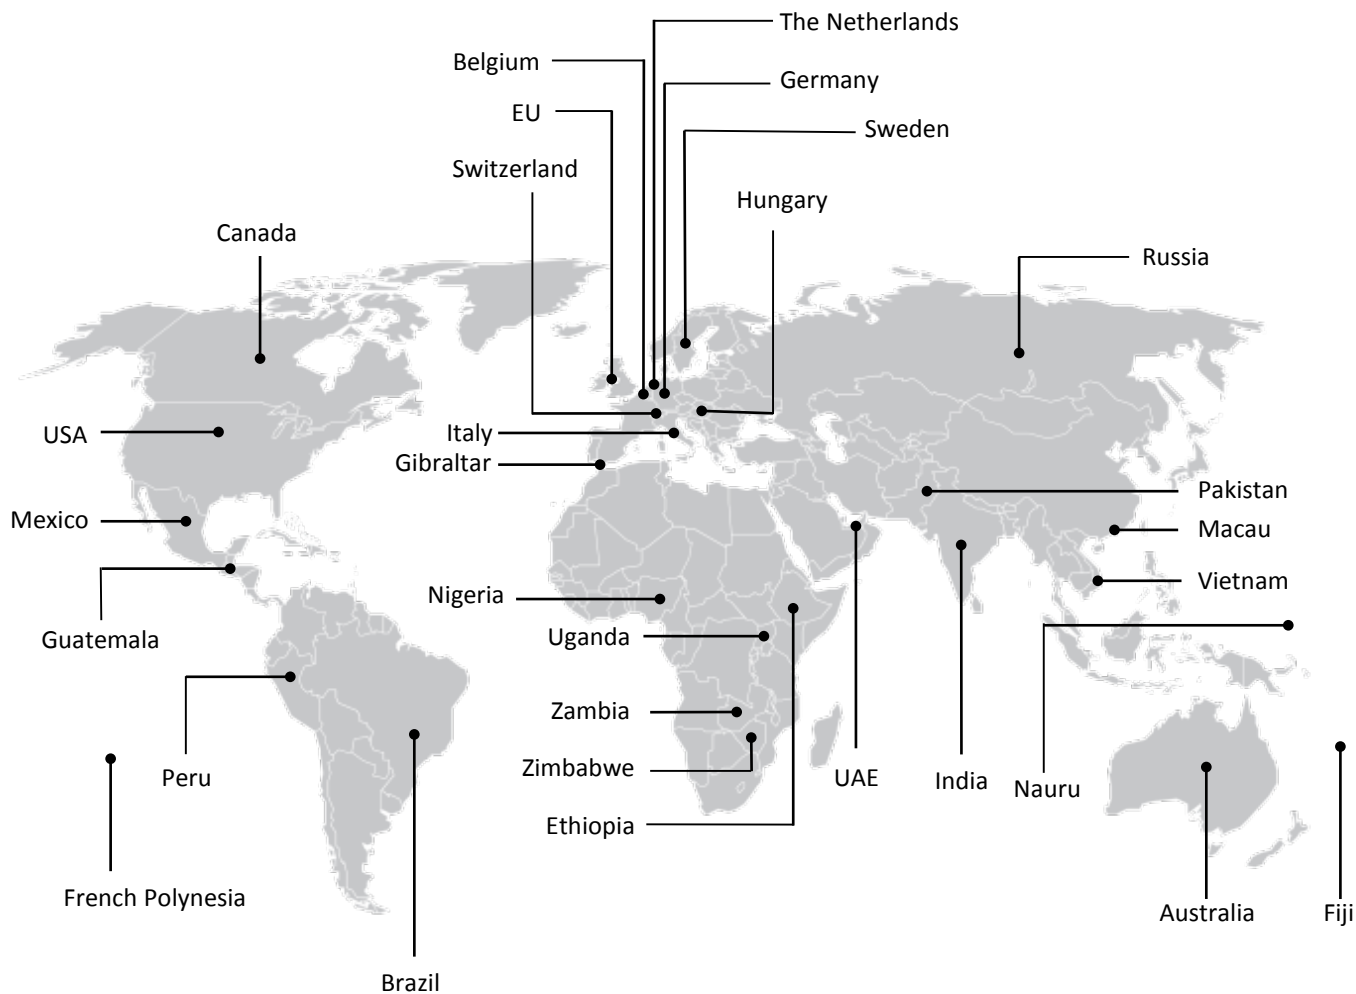 The Netherlands
Belgium
Germany
EU
Sweden
Switzerland
Hungary
Canada
Russia
USA
Italy
Gibraltar
Pakistan
Mexico
Macau
Vietnam
Nigeria
Guatemala
Uganda
Zambia
Zimbabwe
Peru
UAE
India
Nauru
Ethiopia
French Polynesia
Australia
Fiji
Brazil